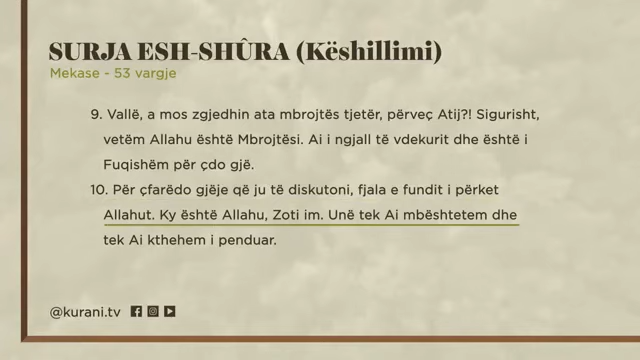 SURJA ESH-SHÛRA (Këshillimi)
Mekase - 53 vargje
9. Vallë, a mos zgjedhin ata mbrojtës tjetër, përveç Atij?! Sigurisht,
vetëm Allahu është Mbrojtësi. Ai i ngjall të vdekurit dhe është i
Fuqishëm për çdo gjë.
10. Për çfarëdo gjëje që ju të diskutoni, fjala e fundit i përket
Allahut. Ky është Allahu, Zoti im. Unë tek Ai mbështetem dhe
tek Ai kthehem i penduar.
@kurani.tv